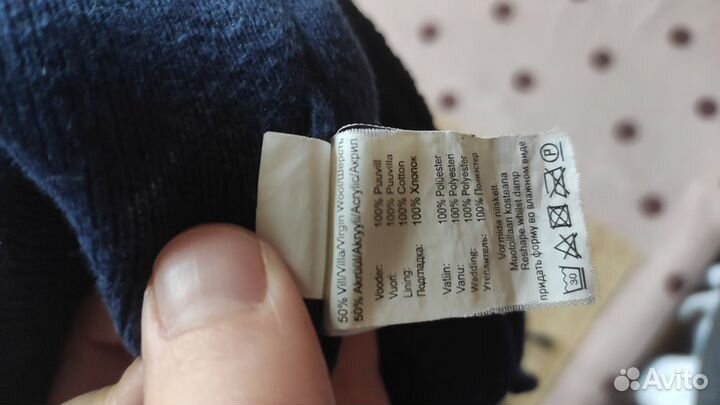 50% Vill/Villa/Virgin Wool/Шерсть
50% Akrüül/Akryyli/Acrylic/Акрил
Vooder: 100% Puuvill
Vuori: 100% Puuvilla
Lining: 100% Cotton
Подкладка: 100% Хлопок
Vatiin: 100% Polüester
Vanu: 100% Polyesteri
Wadding: 100% Polyester
Утеплитель: 100% Полиэстер
Vormida niiskelt
Muotoillaan kosteana
Reshape whilst damp
придать форму во влажном виде
30
P
Avito